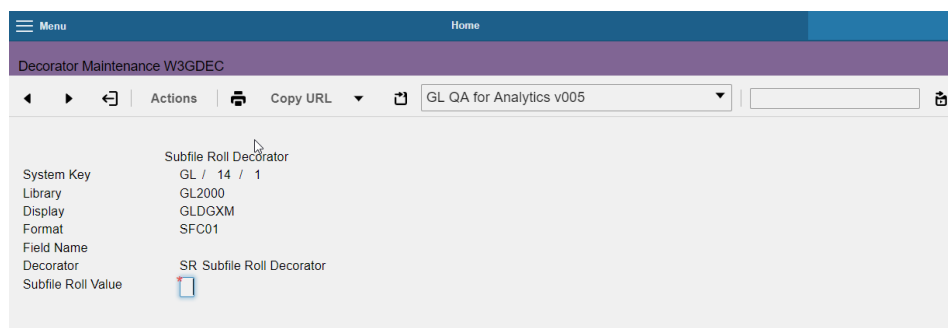 Menu Home
Decorator Maintenance W3GDEC
Actions Copy URL GL QA for Analytics v005
Subfile Roll Decorator
System Key GL / 14 / 1
Library GL2000
Display GLDGXM
Format SFC01
Field Name
Decorator SR Subfile Roll Decorator
Subfile Roll Value *